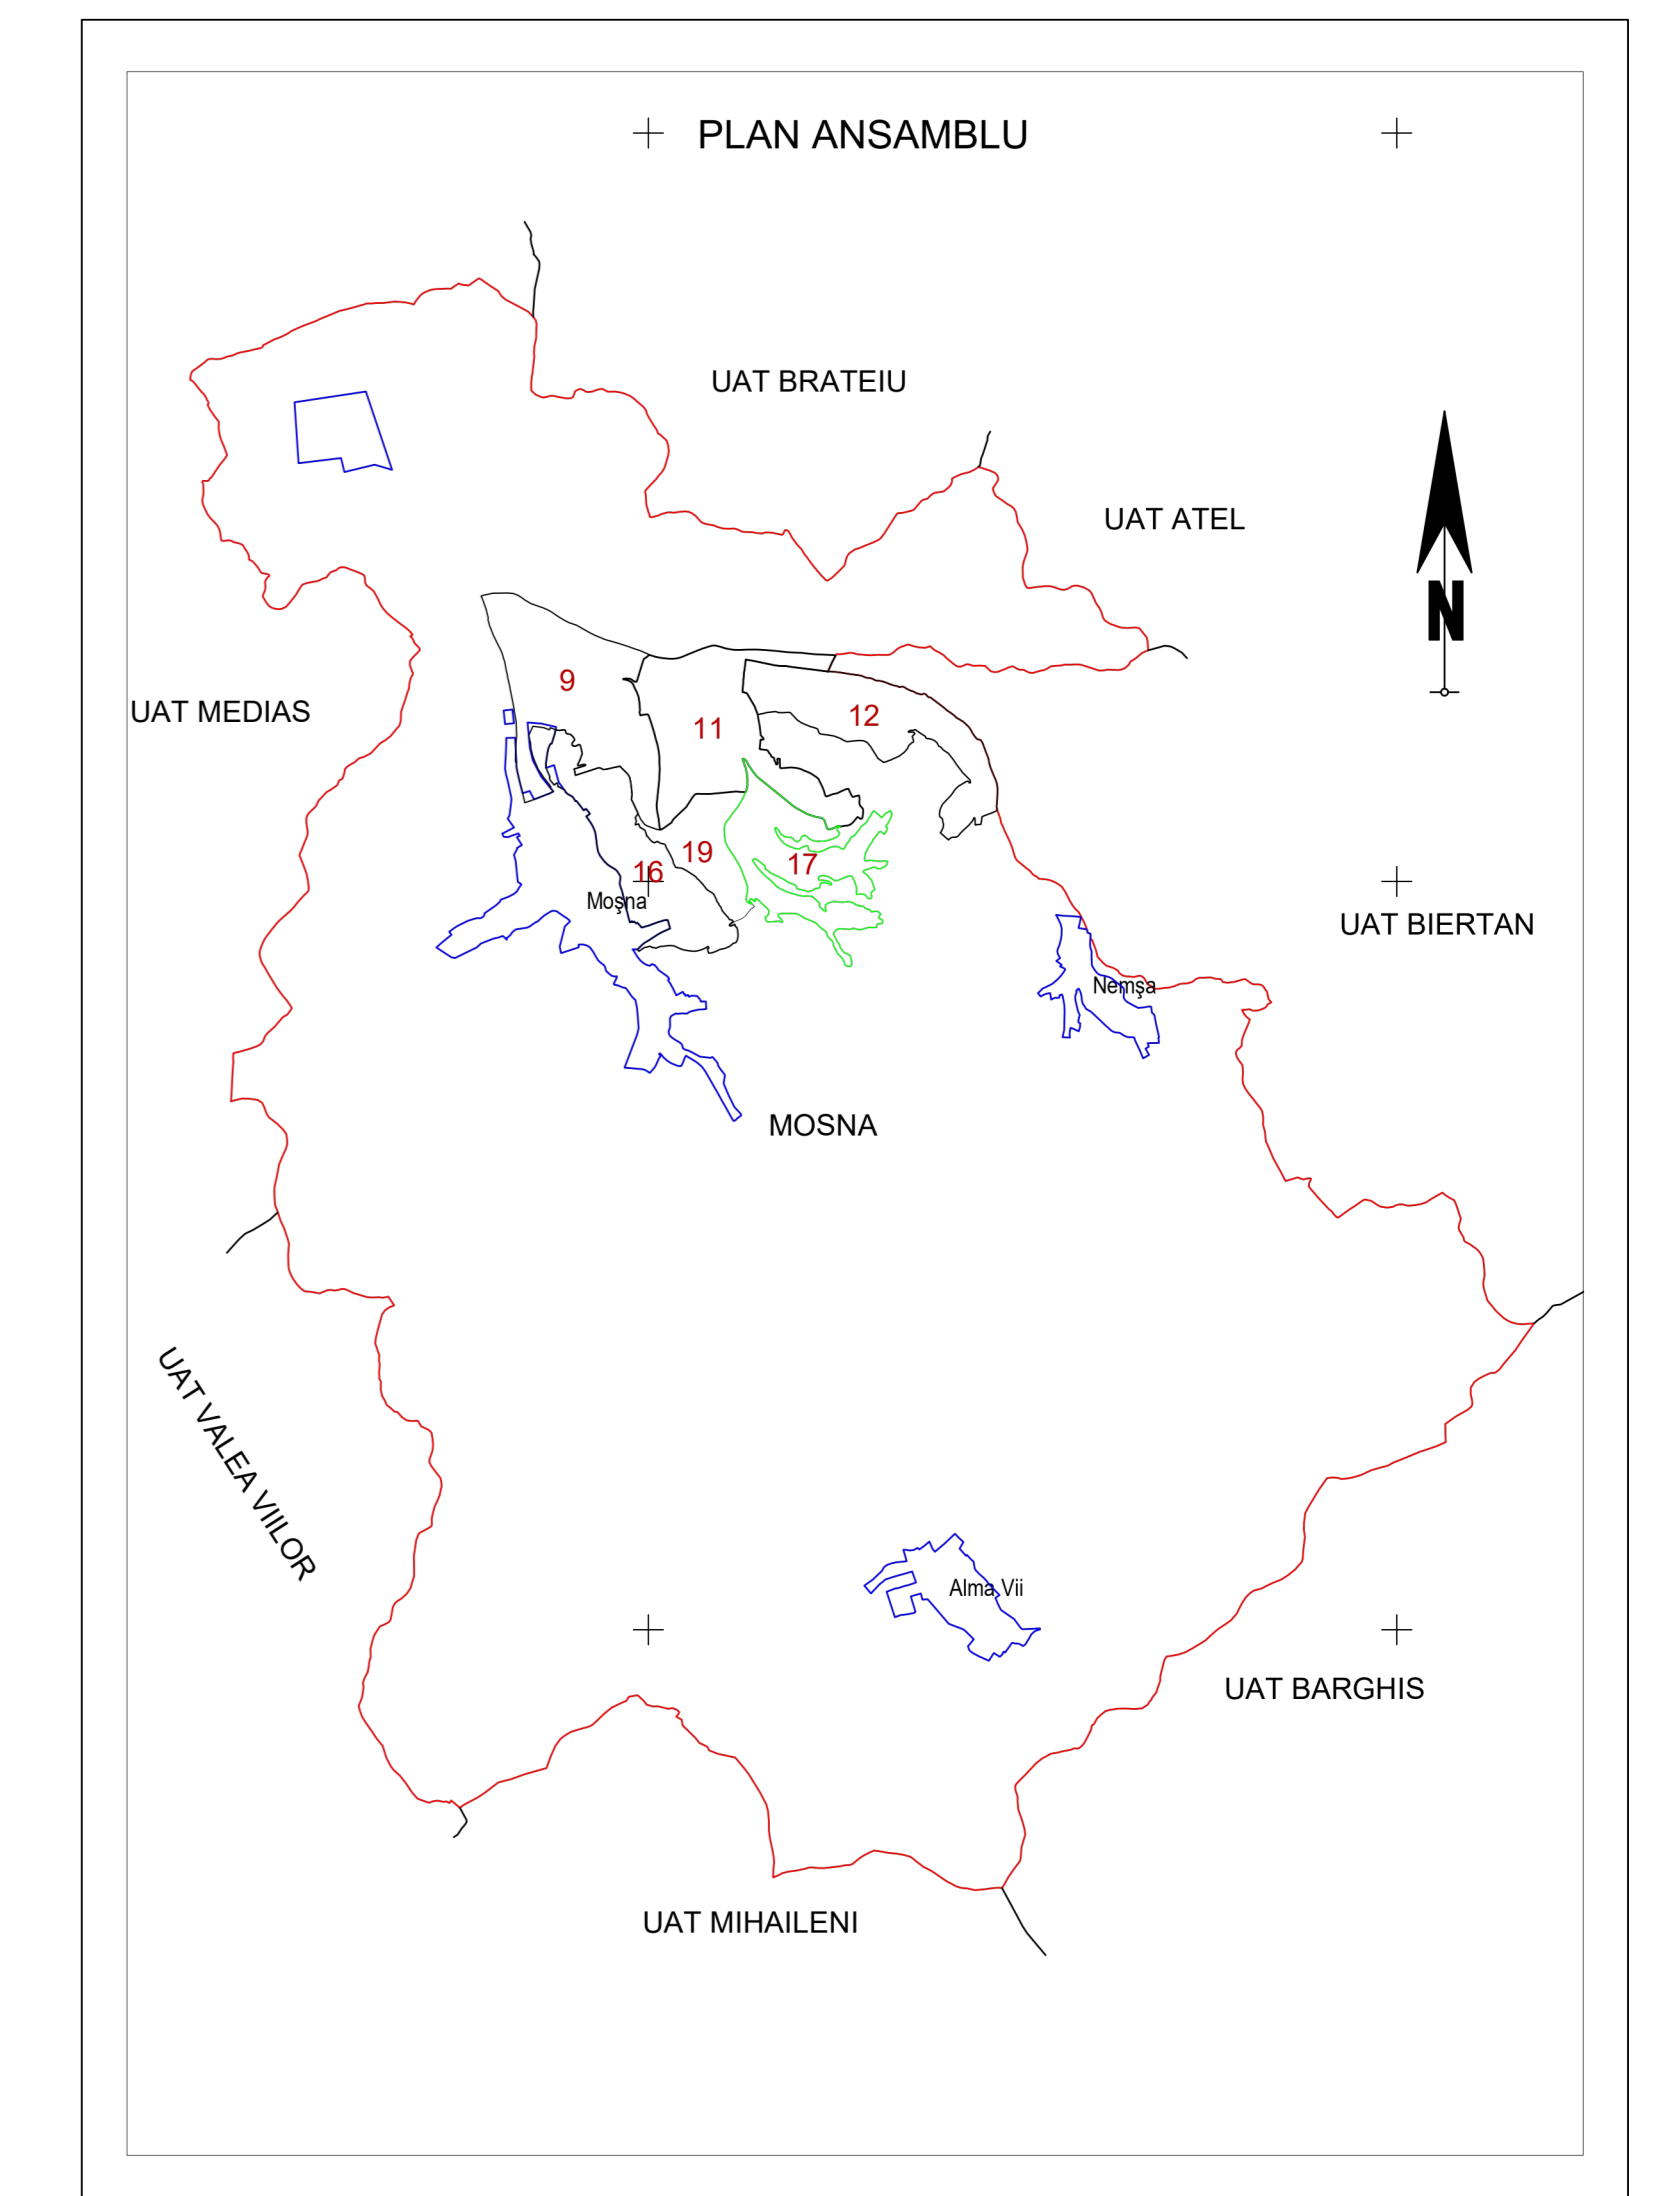 PLAN ANSAMBLU
UAT BRATEIU
UAT ATEL
N
9
UAT MEDIAS
11
12
19
17
16
Moşna
UAT BIERTAN
Nemşa
MOSNA
UAT VALEA VIILOR
Alma Vii
UAT BARGHIS
UAT MIHAILENI